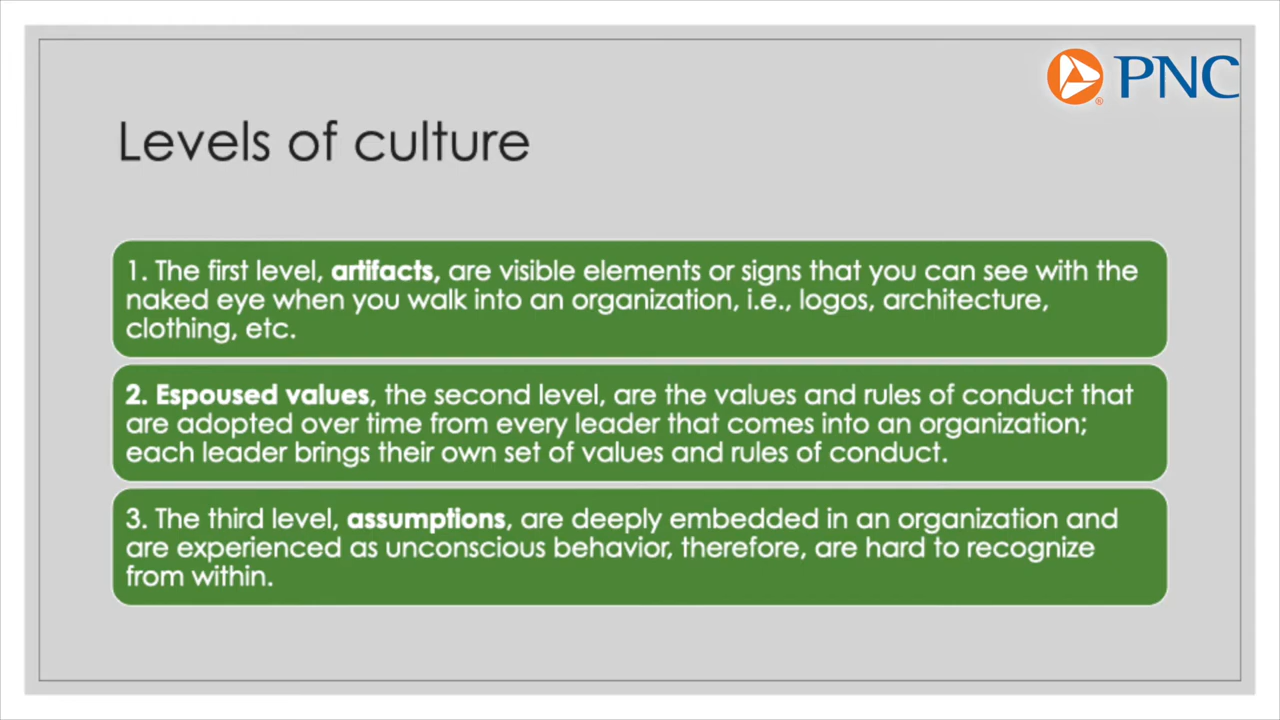 PNC
Levels of culture
1. The first level, artifacts, are visible elements or signs that you can see with the
naked eye when you walk into an organization, i.e., logos, architecture,
clothing, etc.
2. Espoused values, the second level, are the values and rules of conduct that
are adopted over time from every leader that comes into an organization;
each leader brings their own set of values and rules of conduct.
3. The third level, assumptions, are deeply embedded in an organization and
are experienced as unconscious behavior, therefore, are hard to recognize
from within.